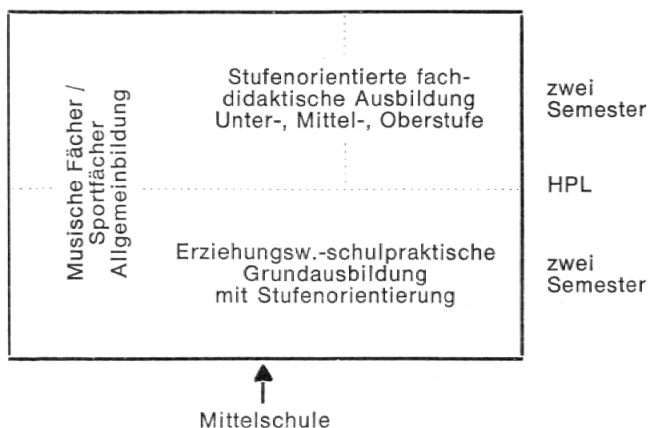 Musische Fächer /
Sportfächer
Allgemeinbildung
Stufenorientierte fach-
didaktische Ausbildung
Unter-, Mittel-, Oberstufe
zwei
Semester
HPL
Erziehungsw.-schulpraktische
Grundausbildung
mit Stufenorientierung
zwei
Semester
Mittelschule